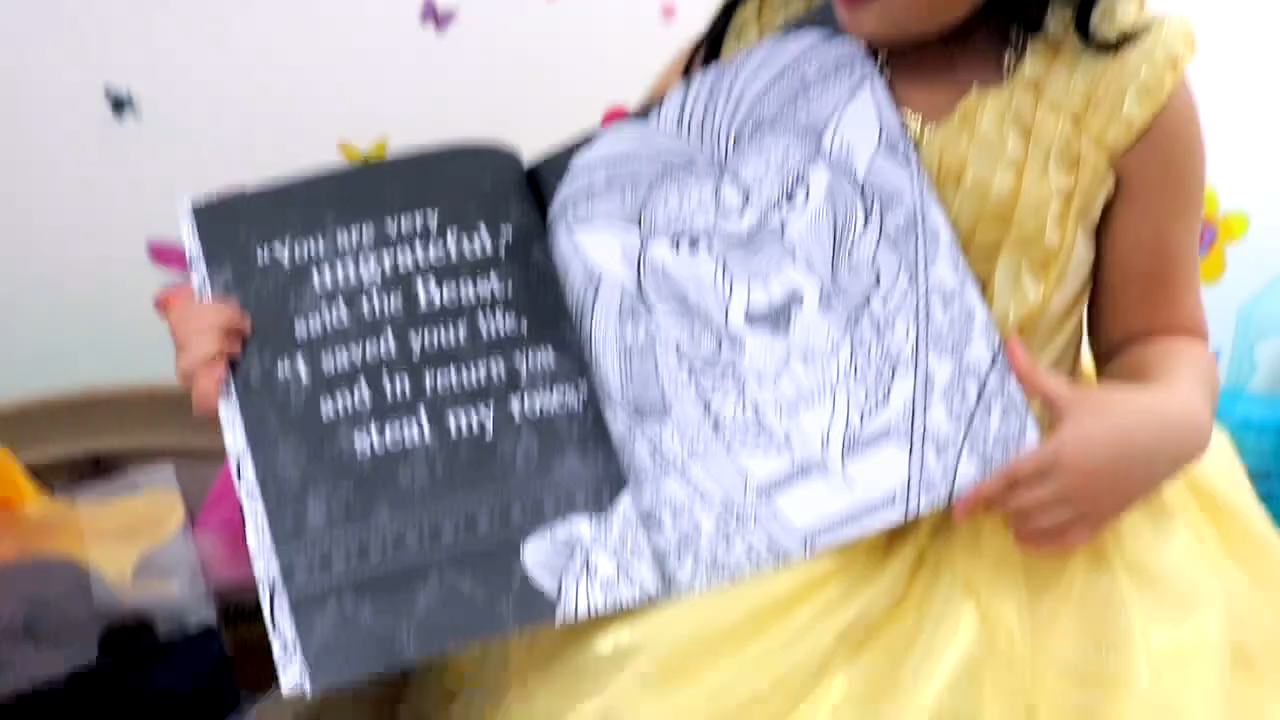 "You are very
ungrateful,"
said the Beast.
"I saved your life,
and in return you
steal my roses!